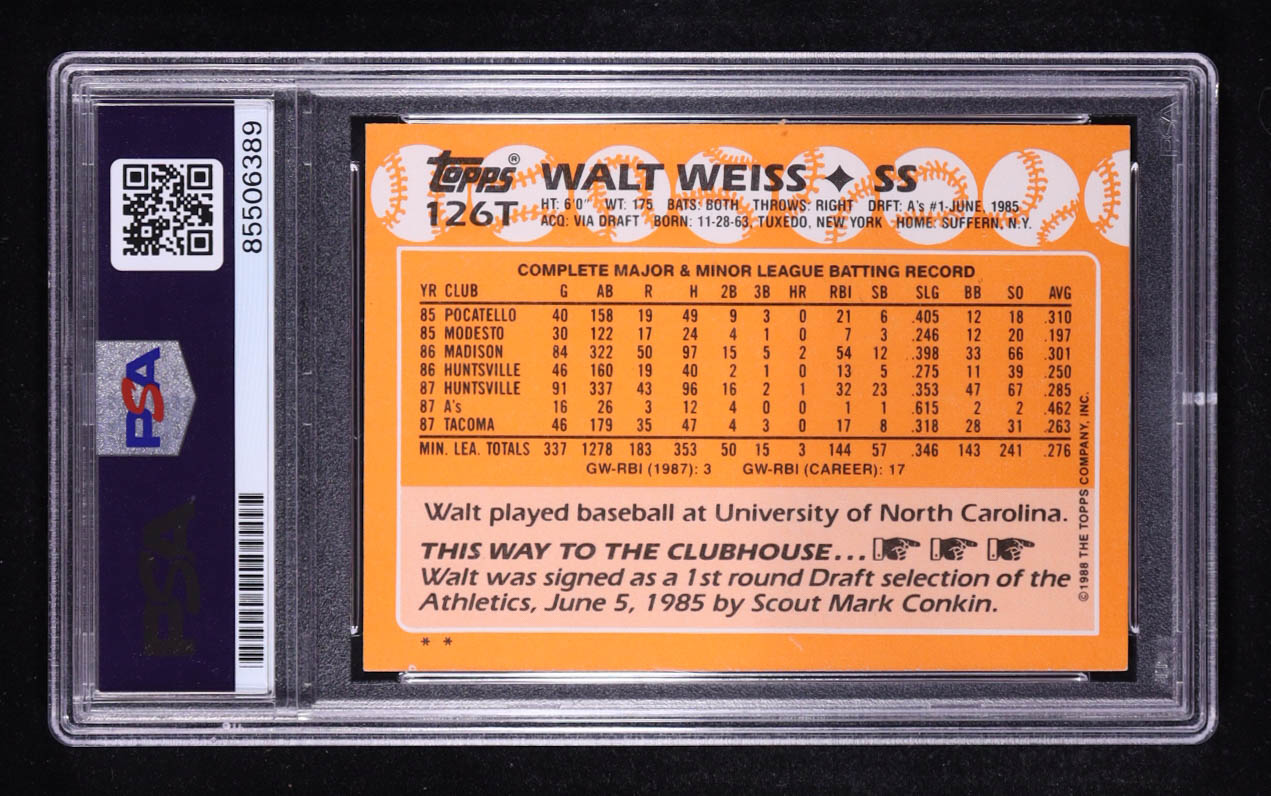 PSA
PSA
85506389
Topps®
126T
WALT WEISS ✦ SS
HT: 6'0" WT: 175 BATS: BOTH THROWS: RIGHT DRFT: A's #1-JUNE, 1985
ACQ: VIA DRAFT BORN: 11-28-63, TUXEDO, NEW YORK HOME: SUFFERN, N.Y.
COMPLETE MAJOR & MINOR LEAGUE BATTING RECORD
YR CLUB G AB R H 2B 3B HR RBI SB SLG BB SO AVG
85 POCATELLO 40 158 19 49 9 3 0 21 6 .405 12 18 .310
85 MODESTO 30 122 17 24 4 1 0 7 3 .246 12 20 .197
86 MADISON 84 322 50 97 15 5 2 54 12 .398 33 66 .301
86 HUNTSVILLE 46 160 19 40 2 1 0 13 5 .275 11 39 .250
87 HUNTSVILLE 91 337 43 96 16 2 1 32 23 .353 47 67 .285
87 A's 16 26 3 12 4 0 0 1 1 .615 2 2 .462
87 TACOMA 46 179 35 47 4 3 0 17 8 .318 28 31 .263
MIN. LEA. TOTALS 337 1278 183 353 50 15 3 144 57 .346 143 241 .276
GW-RBI (1987): 3 GW-RBI (CAREER): 17
Walt played baseball at University of North Carolina.
THIS WAY TO THE CLUBHOUSE...
Walt was signed as a 1st round Draft selection of the
Athletics, June 5, 1985 by Scout Mark Conkin.
* *
©1988 THE TOPPS COMPANY, INC.
PSA